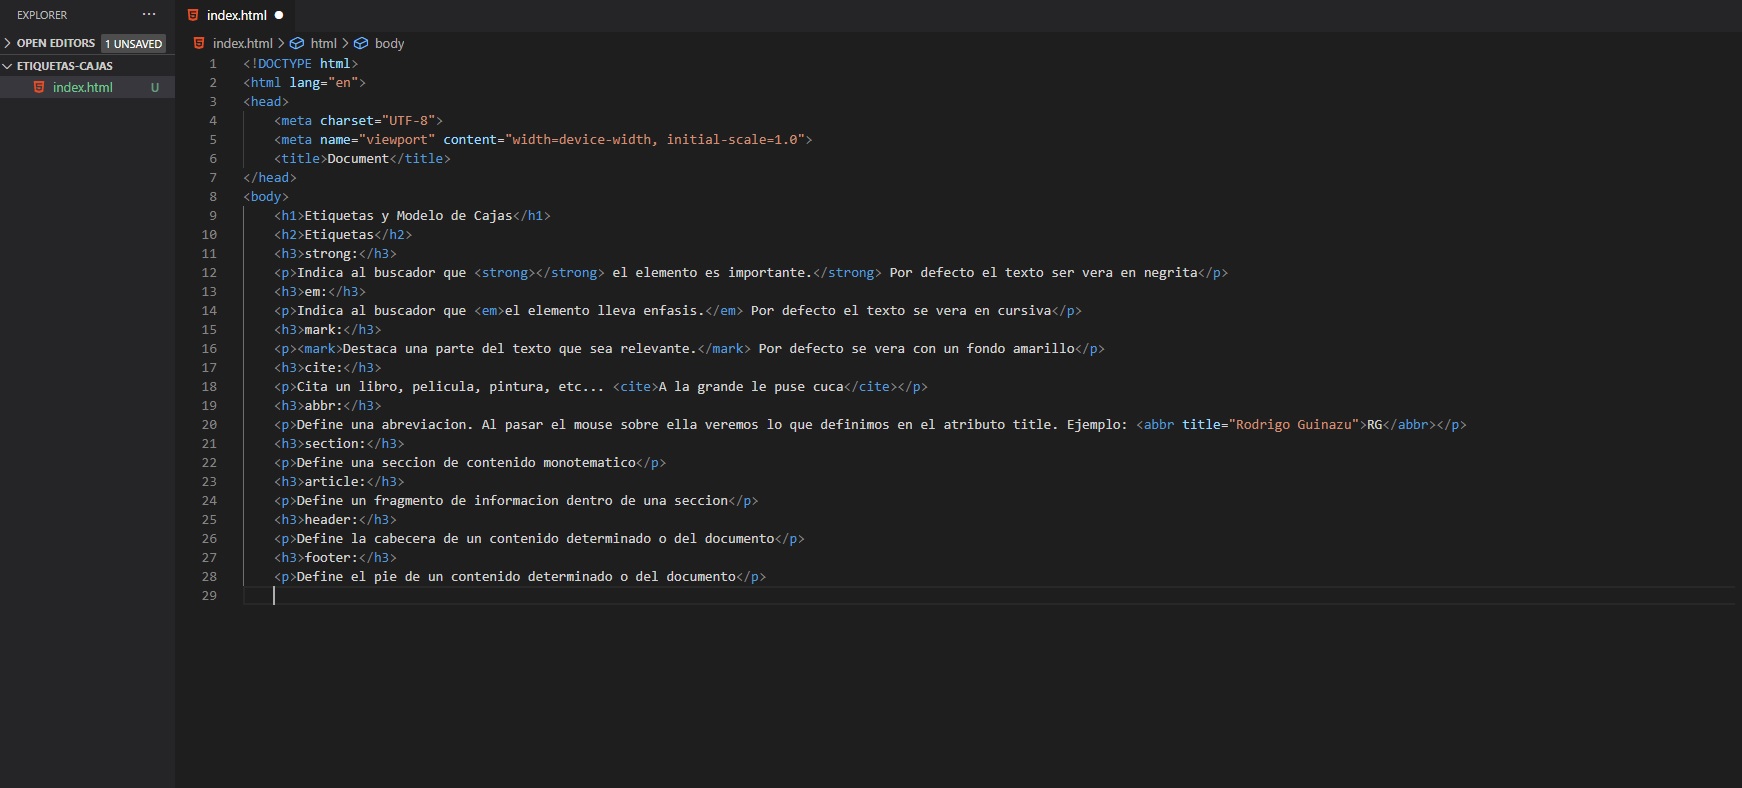 EXPLORER ...
index.html
OPEN EDITORS 1 UNSAVED
index.html > html > body
ETIQUETAS-CAJAS
index.html U
1 <!DOCTYPE html>
2 <html lang="en">
3 <head>
4 <meta charset="UTF-8">
5 <meta name="viewport" content="width=device-width, initial-scale=1.0">
6 <title>Document</title>
7 </head>
8 <body>
9 <h1>Etiquetas y Modelo de Cajas</h1>
10 <h2>Etiquetas</h2>
11 <h3>strong:</h3>
12 <p>Indica al buscador que <strong></strong> el elemento es importante.</strong> Por defecto el texto ser vera en negrita</p>
13 <h3>em:</h3>
14 <p>Indica al buscador que <em>el elemento lleva enfasis.</em> Por defecto el texto se vera en cursiva</p>
15 <h3>mark:</h3>
16 <p><mark>Destaca una parte del texto que sea relevante.</mark> Por defecto se vera con un fondo amarillo</p>
17 <h3>cite:</h3>
18 <p>Cita un libro, pelicula, pintura, etc... <cite>A la grande le puse cuca</cite></p>
19 <h3>abbr:</h3>
20 <p>Define una abreviacion. Al pasar el mouse sobre ella veremos lo que definimos en el atributo title. Ejemplo: <abbr title="Rodrigo Guinazu">RG</abbr></p>
21 <h3>section:</h3>
22 <p>Define una seccion de contenido monotematico</p>
23 <h3>article:</h3>
24 <p>Define un fragmento de informacion dentro de una seccion</p>
25 <h3>header:</h3>
26 <p>Define la cabecera de un contenido determinado o del documento</p>
27 <h3>footer:</h3>
28 <p>Define el pie de un contenido determinado o del documento</p>
29